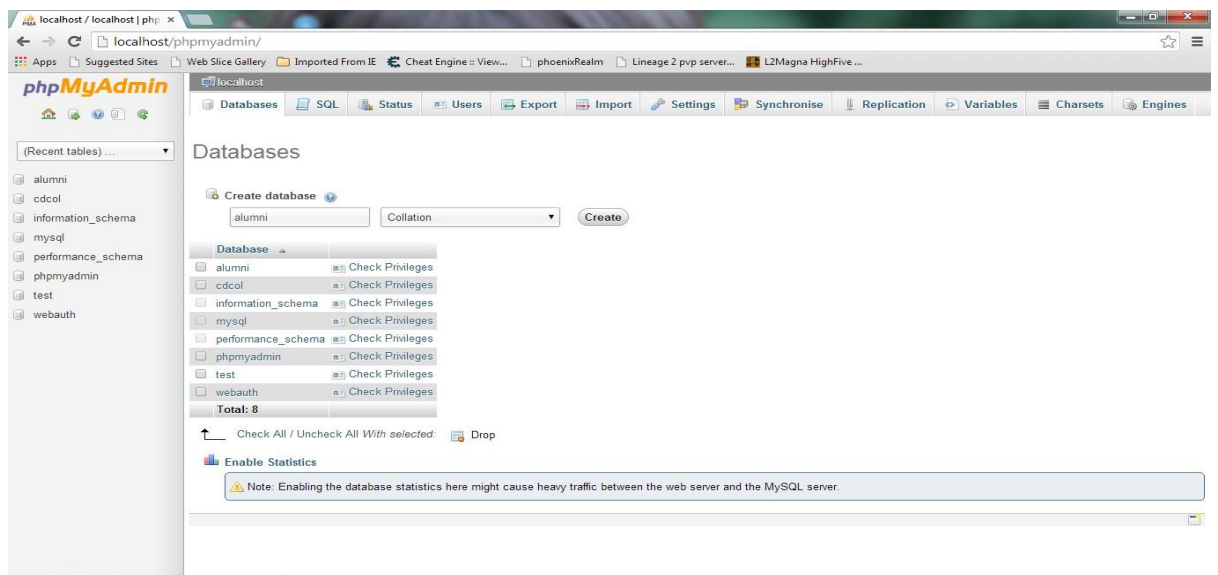 localhost / localhost | php
localhost/phpmyadmin/
Apps Suggested Sites Web Slice Gallery Imported From IE Cheat Engine :: View... phoenixRealm Lineage 2 pvp server... L2Magna HighFive ...
phpMyAdmin
localhost
Databases SQL Status Users Export Import Settings Synchronise Replication Variables Charsets Engines
(Recent tables) ...
alumni
cdcol
information_schema
mysql
performance_schema
phpmyadmin
test
webauth
Databases
Create database
alumni Collation Create
Database
alumni Check Privileges
cdcol Check Privileges
information_schema Check Privileges
mysql Check Privileges
performance_schema Check Privileges
phpmyadmin Check Privileges
test Check Privileges
webauth Check Privileges
Total: 8
Check All / Uncheck All With selected: Drop
Enable Statistics
Note: Enabling the database statistics here might cause heavy traffic between the web server and the MySQL server.